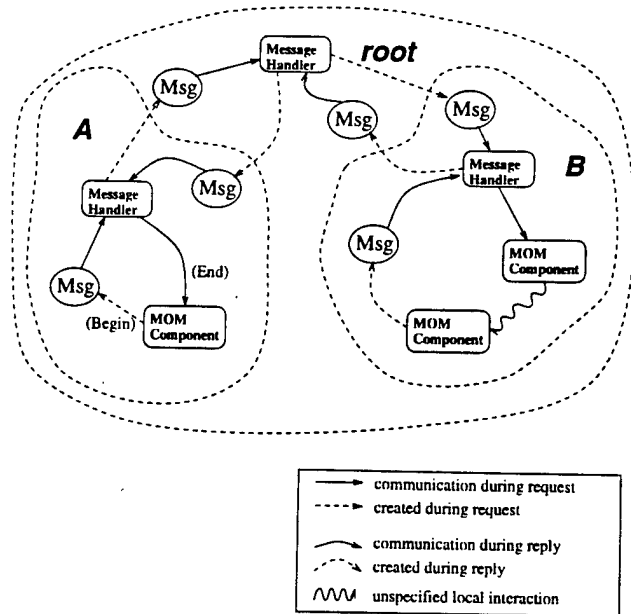 Message
Handler
root
Msg
Msg
Msg
A
Message
Handler
B
Msg
Message
Handler
Msg
(End)
MOM
Component
Msg
(Begin)
MOM
Component
MOM
Component
communication during request
created during request
communication during reply
created during reply
unspecified local interaction